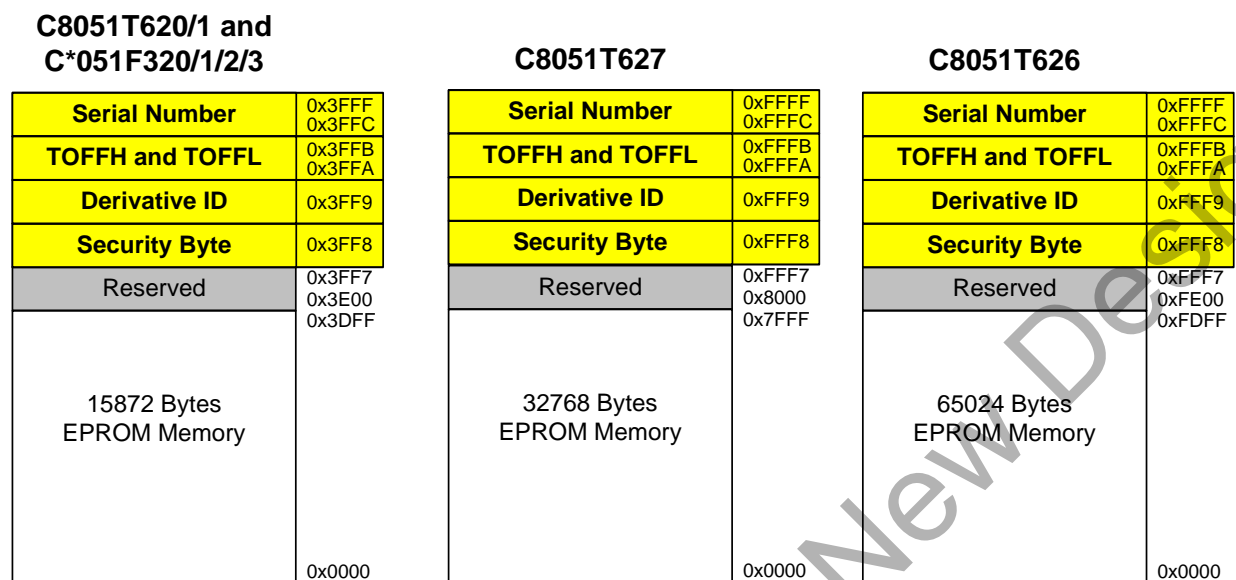 C8051T620/1 and
C*051F320/1/2/3
Serial Number
0x3FFF
0x3FFC
TOFFH and TOFFL
0x3FFB
0x3FFA
Derivative ID
0x3FF9
Security Byte
0x3FF8
Reserved
0x3FF7
0x3E00
0x3DFF
15872 Bytes
EPROM Memory
0x0000
C8051T627
Serial Number
0xFFFF
0xFFFC
TOFFH and TOFFL
0xFFFB
0xFFFA
Derivative ID
0xFFF9
Security Byte
0xFFF8
Reserved
0xFFF7
0x8000
0x7FFF
32768 Bytes
EPROM Memory
0x0000
C8051T626
Serial Number
0xFFFF
0xFFFC
TOFFH and TOFFL
0xFFFB
0xFFFA
Derivative ID
0xFFF9
Security Byte
0xFFF8
Reserved
0xFFF7
0xFE00
0xFDFF
65024 Bytes
EPROM Memory
0x0000
New